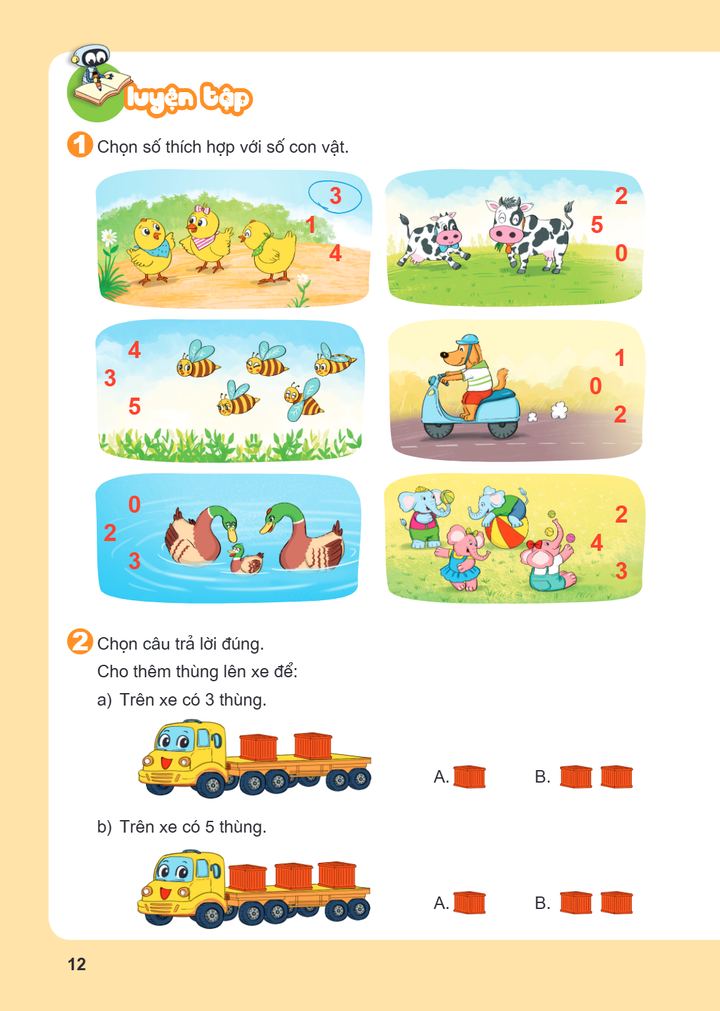 luyện tập
1 Chọn số thích hợp với số con vật.
3
1
4
2
5
0
4
3
5
1
0
2
0
2
3
2
4
3
2 Chọn câu trả lời đúng.
Cho thêm thùng lên xe để:
a) Trên xe có 3 thùng.
A.
B.
b) Trên xe có 5 thùng.
A.
B.
12